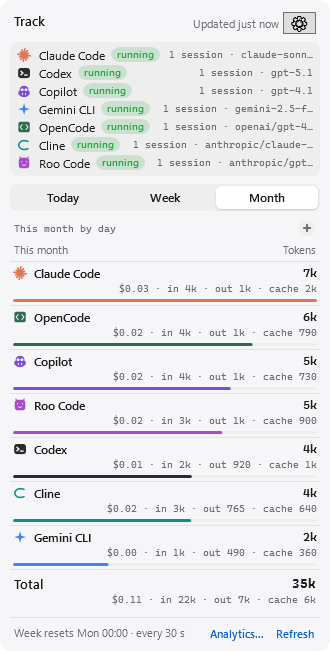 Track
Updated just now
Claude Code running 1 session · claude-sonn…
Codex running 1 session · gpt-5.1
Copilot running 1 session · gpt-4.1
Gemini CLI running 1 session · gemini-2.5-f…
OpenCode running 1 session · openai/gpt-4…
Cline running 1 session · anthropic/claude-…
Roo Code running 1 session · anthropic/gpt…
Today Week Month
This month by day +
This month Tokens
Claude Code 7k
$0.03 · in 4k · out 1k · cache 2k
OpenCode 6k
$0.02 · in 4k · out 1k · cache 790
Copilot 5k
$0.02 · in 4k · out 1k · cache 730
Roo Code 5k
$0.02 · in 3k · out 1k · cache 900
Codex 4k
$0.01 · in 2k · out 920 · cache 1k
Cline 4k
$0.02 · in 3k · out 765 · cache 640
Gemini CLI 2k
$0.00 · in 1k · out 490 · cache 360
Total 35k
$0.11 · in 22k · out 7k · cache 6k
Week resets Mon 00:00 · every 30 s Analytics... Refresh